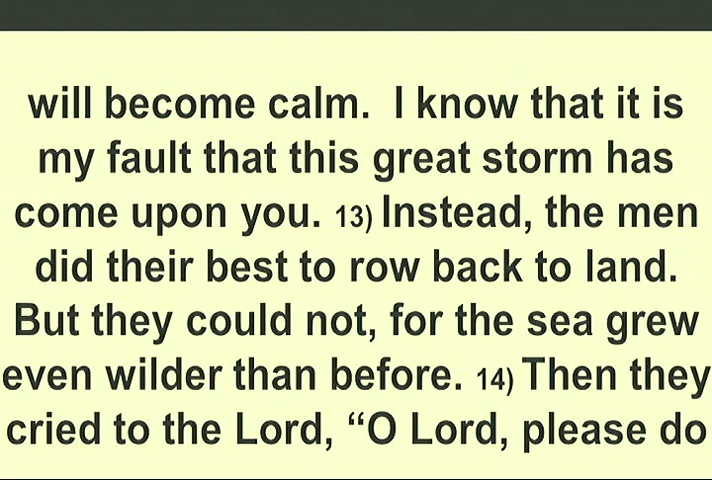 will become calm.  I know that it is
my fault that this great storm has
come upon you. 13) Instead, the men
did their best to row back to land.
But they could not, for the sea grew
even wilder than before. 14) Then they
cried to the Lord, “O Lord, please do